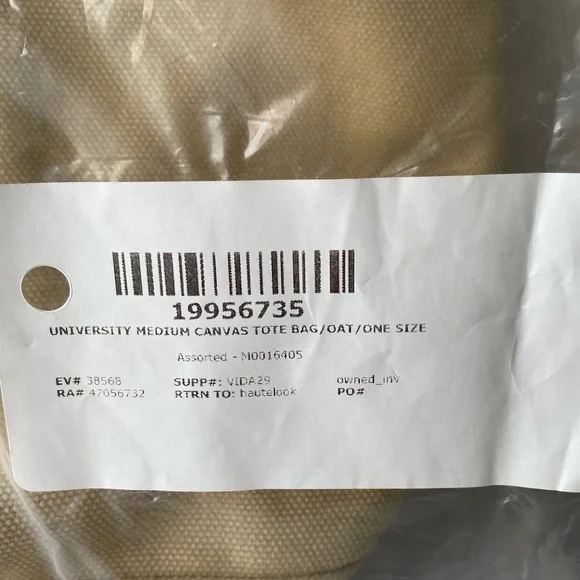 19956735
UNIVERSITY MEDIUM CANVAS TOTE BAG/OAT/ONE SIZE
Assorted - M0016405
EV# 38568 SUPP#: VIDA29 owned_inv
RA# 47056732 RTRN TO: hautelook PO#